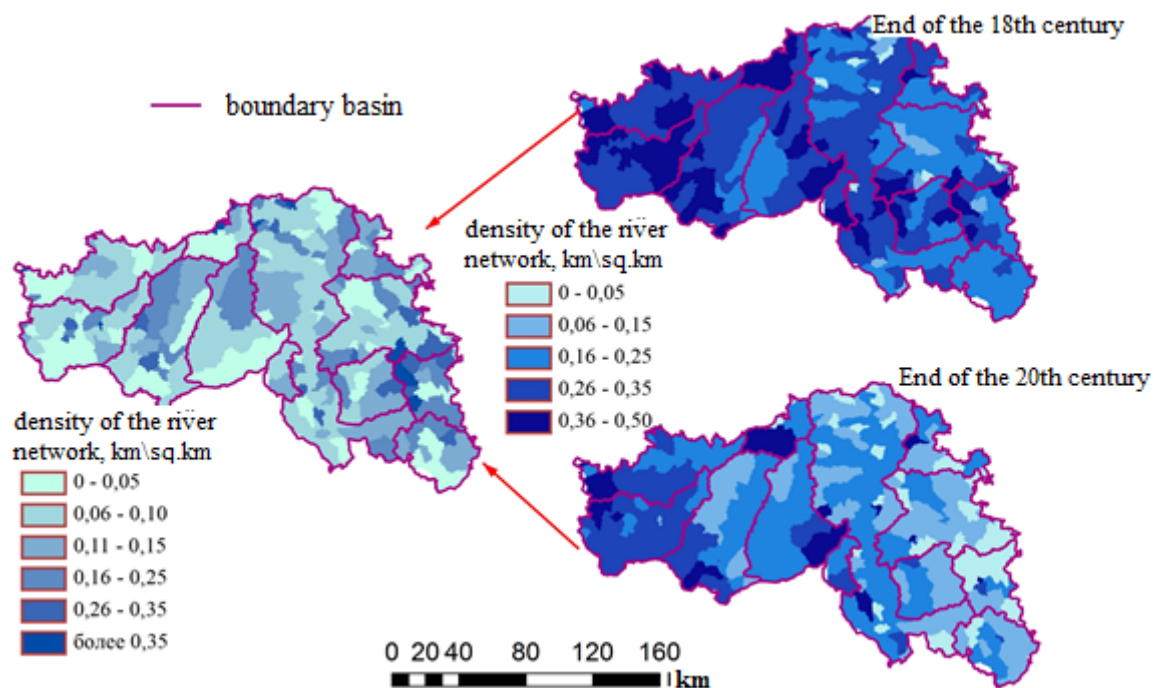 End of the 18th century
boundary basin
density of the river
network, km\sq.km
0 - 0,05
0,06 - 0,15
0,16 - 0,25
0,26 - 0,35
0,36 - 0,50
End of the 20th century
density of the river
network, km\sq.km
0 - 0,05
0,06 - 0,10
0,11 - 0,15
0,16 - 0,25
0,26 - 0,35
более 0,35
0 20 40 80 120 160
km